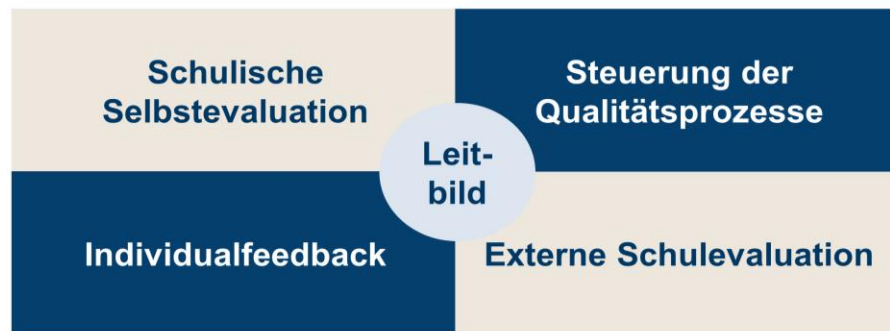 Schulische
Selbstevaluation
Steuerung der
Qualitätsprozesse
Leit-
bild
Individualfeedback
Externe Schulevaluation